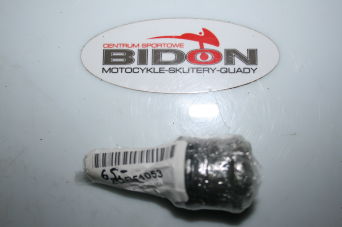 CENTRUM SPORTOWE
BIDON
MOTOCYKLE-SKUTERY-QUADY